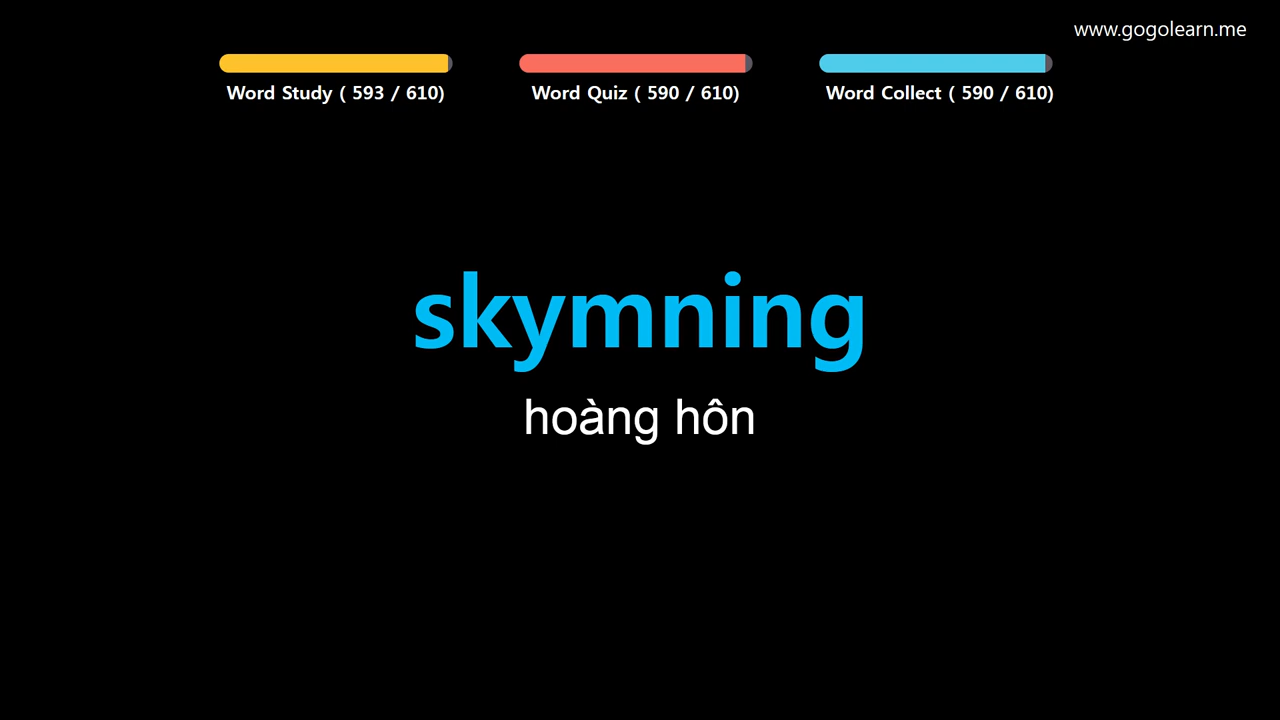 www.gogolearn.me
Word Study ( 593 / 610)
Word Quiz ( 590 / 610)
Word Collect ( 590 / 610)
skymning
hoàng hôn